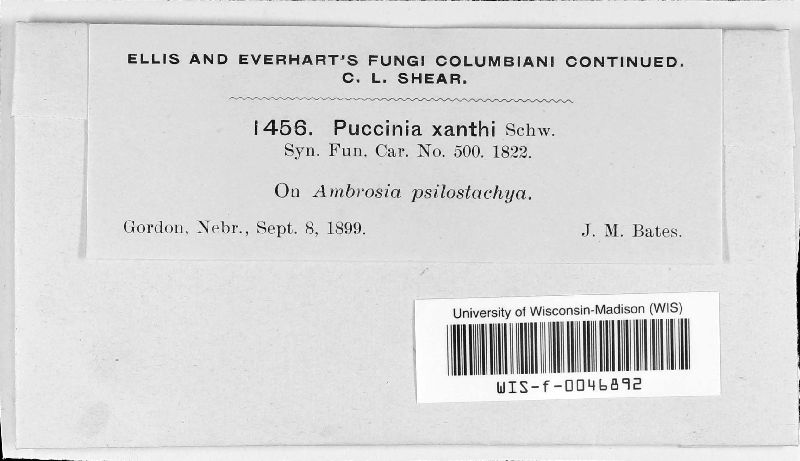 ELLIS AND EVERHART'S FUNGI COLUMBIANI CONTINUED.
C. L. SHEAR.
1456. Puccinia xanthi Schw.
Syn. Fun. Car. No. 500. 1822.
On Ambrosia psilostachya.
Gordon, Nebr., Sept. 8, 1899. J. M. Bates.
University of Wisconsin-Madison (WIS)
WIS-f-0046892